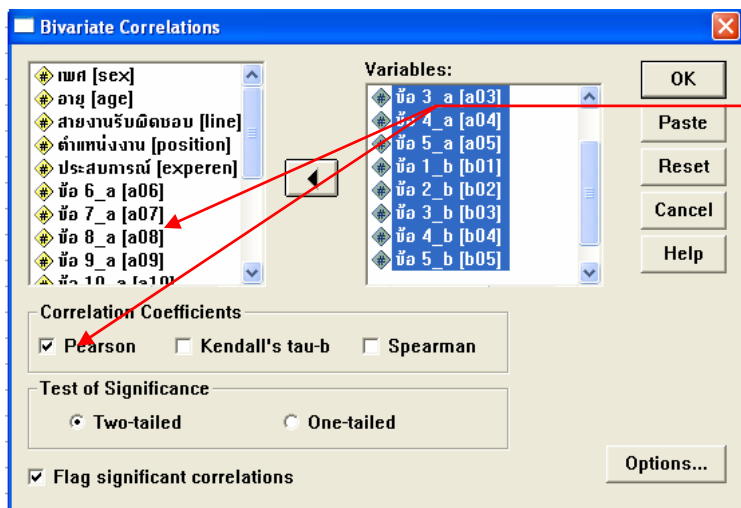 Bivariate Correlations
เพศ [sex]
อายุ [age]
สายงานรับผิดชอบ [line]
ตำแหน่งงาน [position]
ประสบการณ์ [experen]
ข้อ 6_a [a06]
ข้อ 7_a [a07]
ข้อ 8_a [a08]
ข้อ 9_a [a09]
ข้อ 10_a [a10]
Variables:
ข้อ 3_a [a03]
ข้อ 4_a [a04]
ข้อ 5_a [a05]
ข้อ 1_b [b01]
ข้อ 2_b [b02]
ข้อ 3_b [b03]
ข้อ 4_b [b04]
ข้อ 5_b [b05]
OK
Paste
Reset
Cancel
Help
Correlation Coefficients
Pearson Kendall's tau-b Spearman
Test of Significance
Two-tailed One-tailed
Flag significant correlations
Options...